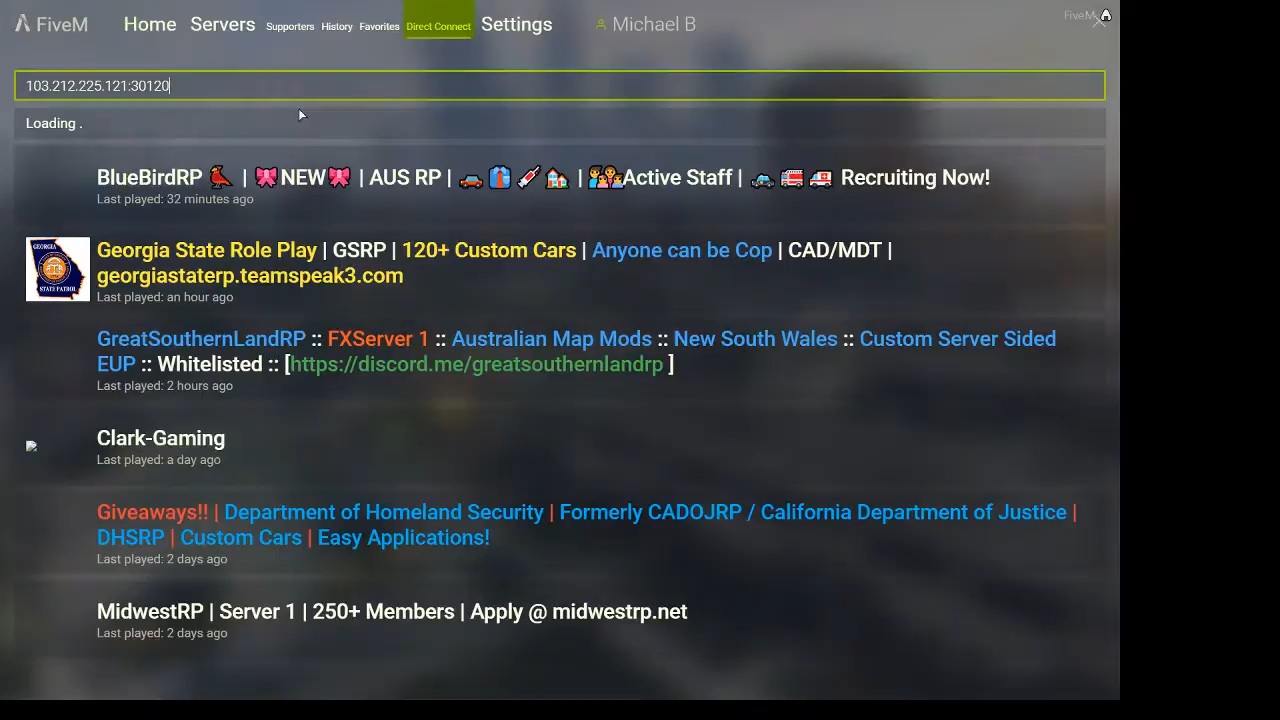 FiveM Home Servers Supporters History Favorites Direct Connect Settings Michael B FiveM
103.212.225.121:30120
Loading .
BlueBirdRP 🐦 | 🎀NEW🎀 | AUS RP | 🚗 👔 💉 🏠 | 👨‍👩‍👧‍👦Active Staff | 🚓 🚒 🚑 Recruiting Now!
Last played: 32 minutes ago
Georgia State Role Play | GSRP | 120+ Custom Cars | Anyone can be Cop | CAD/MDT |
georgiastaterp.teamspeak3.com
Last played: an hour ago
GEORGIA
STATE PATROL
GreatSouthernLandRP :: FXServer 1 :: Australian Map Mods :: New South Wales :: Custom Server Sided
EUP :: Whitelisted :: [https://discord.me/greatsouthernlandrp ]
Last played: 2 hours ago
Clark-Gaming
Last played: a day ago
Giveaways!! | Department of Homeland Security | Formerly CADOJRP / California Department of Justice |
DHSRP | Custom Cars | Easy Applications!
Last played: 2 days ago
MidwestRP | Server 1 | 250+ Members | Apply @ midwestrp.net
Last played: 2 days ago